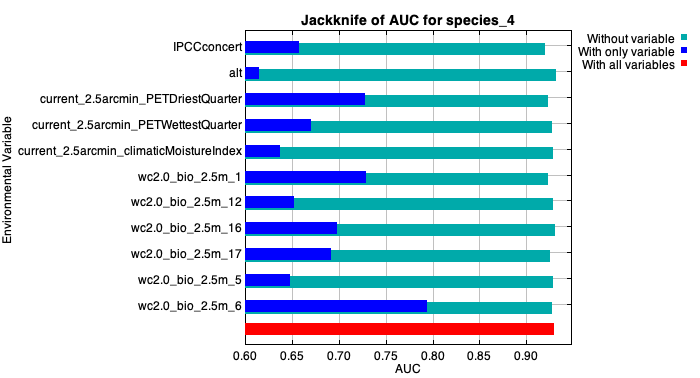 Jackknife of AUC for species_4
Without variable
With only variable
With all variables
Environmental Variable
IPCCconcert
alt
current_2.5arcmin_PETDriestQuarter
current_2.5arcmin_PETWettestQuarter
current_2.5arcmin_climaticMoistureIndex
wc2.0_bio_2.5m_1
wc2.0_bio_2.5m_12
wc2.0_bio_2.5m_16
wc2.0_bio_2.5m_17
wc2.0_bio_2.5m_5
wc2.0_bio_2.5m_6
0.60 0.65 0.70 0.75 0.80 0.85 0.90
AUC